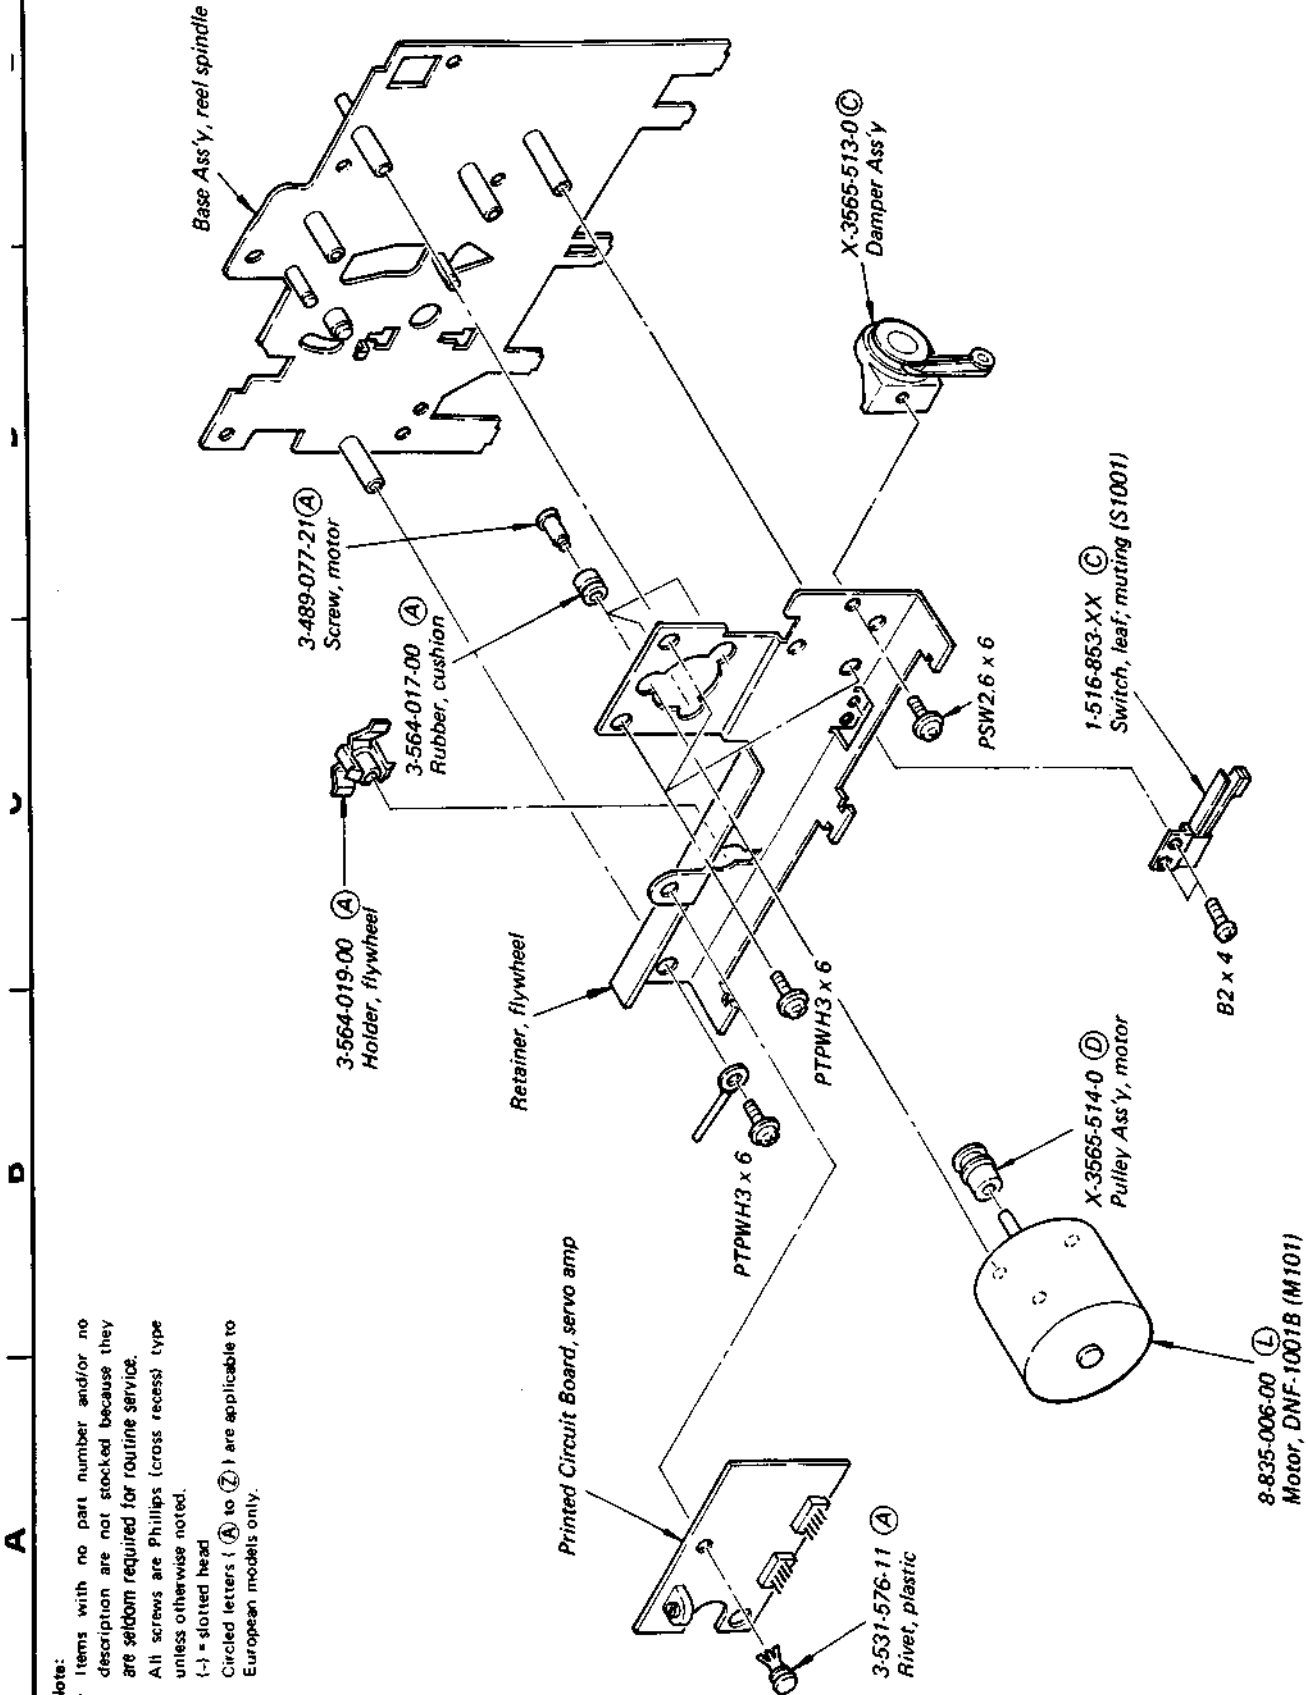 A
B
C
Note:
Items with no part number and/or no
description are not stocked because they
are seldom required for routine service.
All screws are Phillips (cross recess) type
unless otherwise noted.
(-) = slotted head
Circled letters ( Ⓐ to Ⓩ ) are applicable to
European models only.
Base Ass'y, reel spindle
3-489-077-21 Ⓐ
Screw, motor
3-564-017-00 Ⓐ
Rubber, cushion
3-564-019-00 Ⓐ
Holder, flywheel
Retainer, flywheel
X-3565-513-0 Ⓒ
Damper Ass'y
1-516-853-XX Ⓒ
Switch, leaf; muting (S1001)
PSW2.6 x 6
B2 x 4
PTPWH3 x 6
PTPWH3 x 6
X-3565-514-0 Ⓓ
Pulley Ass'y, motor
Printed Circuit Board, servo amp
3-531-576-11 Ⓐ
Rivet, plastic
8-835-006-00 Ⓛ
Motor, DNF-1001B (M101)